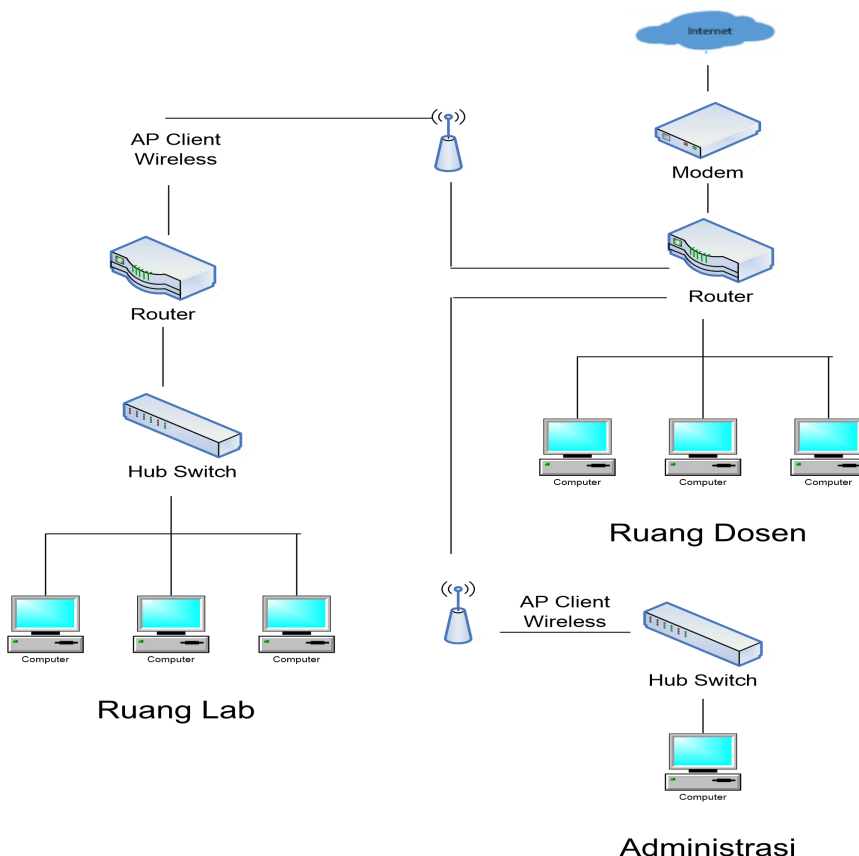 Internet
AP Client
Wireless
Modem
Router
Router
Hub Switch
Computer
Computer
Computer
Ruang Dosen
AP Client
Wireless
Computer
Computer
Computer
Hub Switch
Ruang Lab
Computer
Administrasi